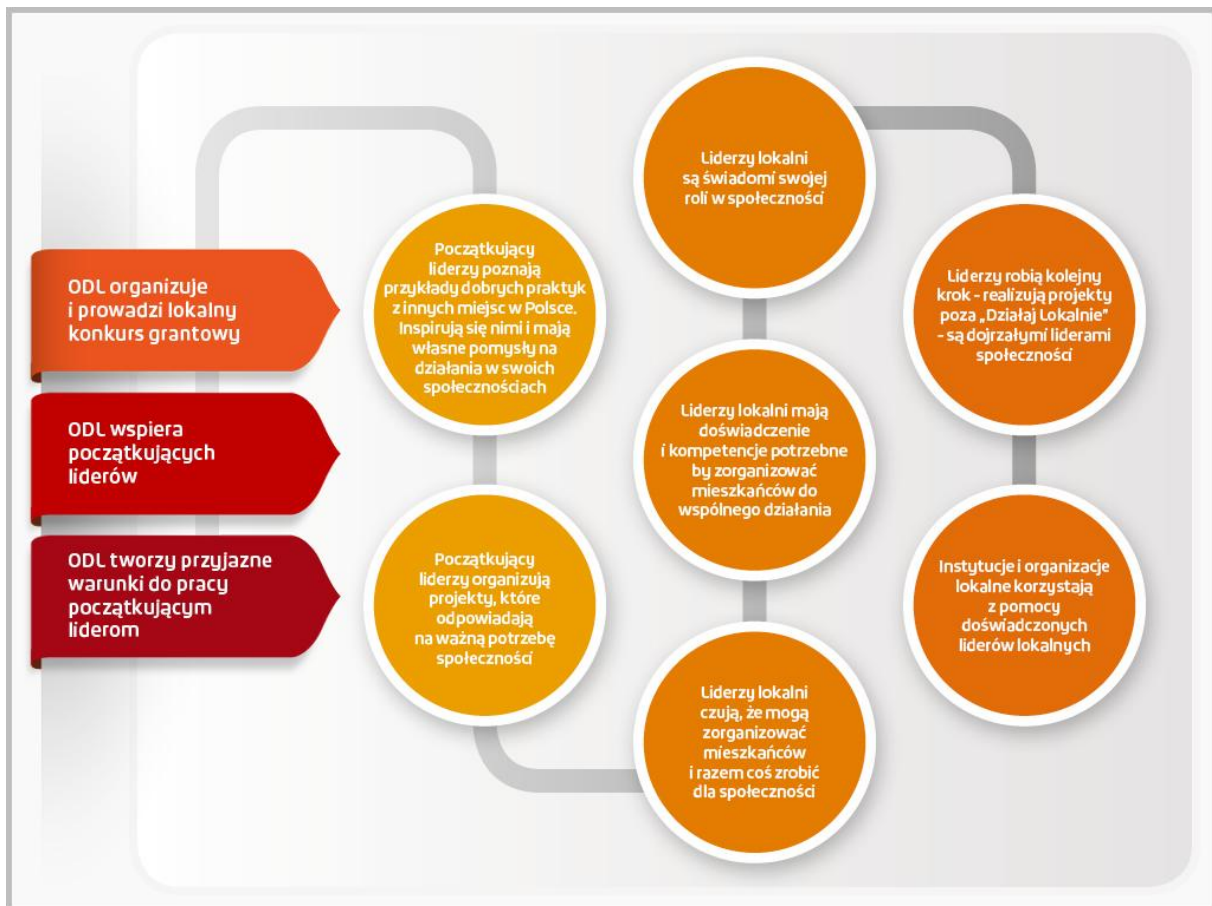 ODL organizuje
i prowadzi lokalny
konkurs grantowy
ODL wspiera
początkujących
liderów
ODL tworzy przyjazne
warunki do pracy
początkującym
liderom
Początkujący
liderzy poznają
przykłady dobrych praktyk
z innych miejsc w Polsce.
Inspirują się nimi i mają
własne pomysły na
działania w swoich
społecznościach
Początkujący
liderzy organizują
projekty, które
odpowiadają
na ważną potrzebę
społeczności
Liderzy lokalni
są świadomi swojej
roli w społeczności
Liderzy lokalni mają
doświadczenie
i kompetencje potrzebne
by zorganizować
mieszkańców do
wspólnego działania
Liderzy lokalni
czują, że mogą
zorganizować
mieszkańców
i razem coś zrobić
dla społeczności
Liderzy robią kolejny
krok - realizują projekty
poza „Działaj Lokalnie”
- są dojrzałymi liderami
społeczności
Instytucje i organizacje
lokalne korzystają
z pomocy
doświadczonych
liderów lokalnych